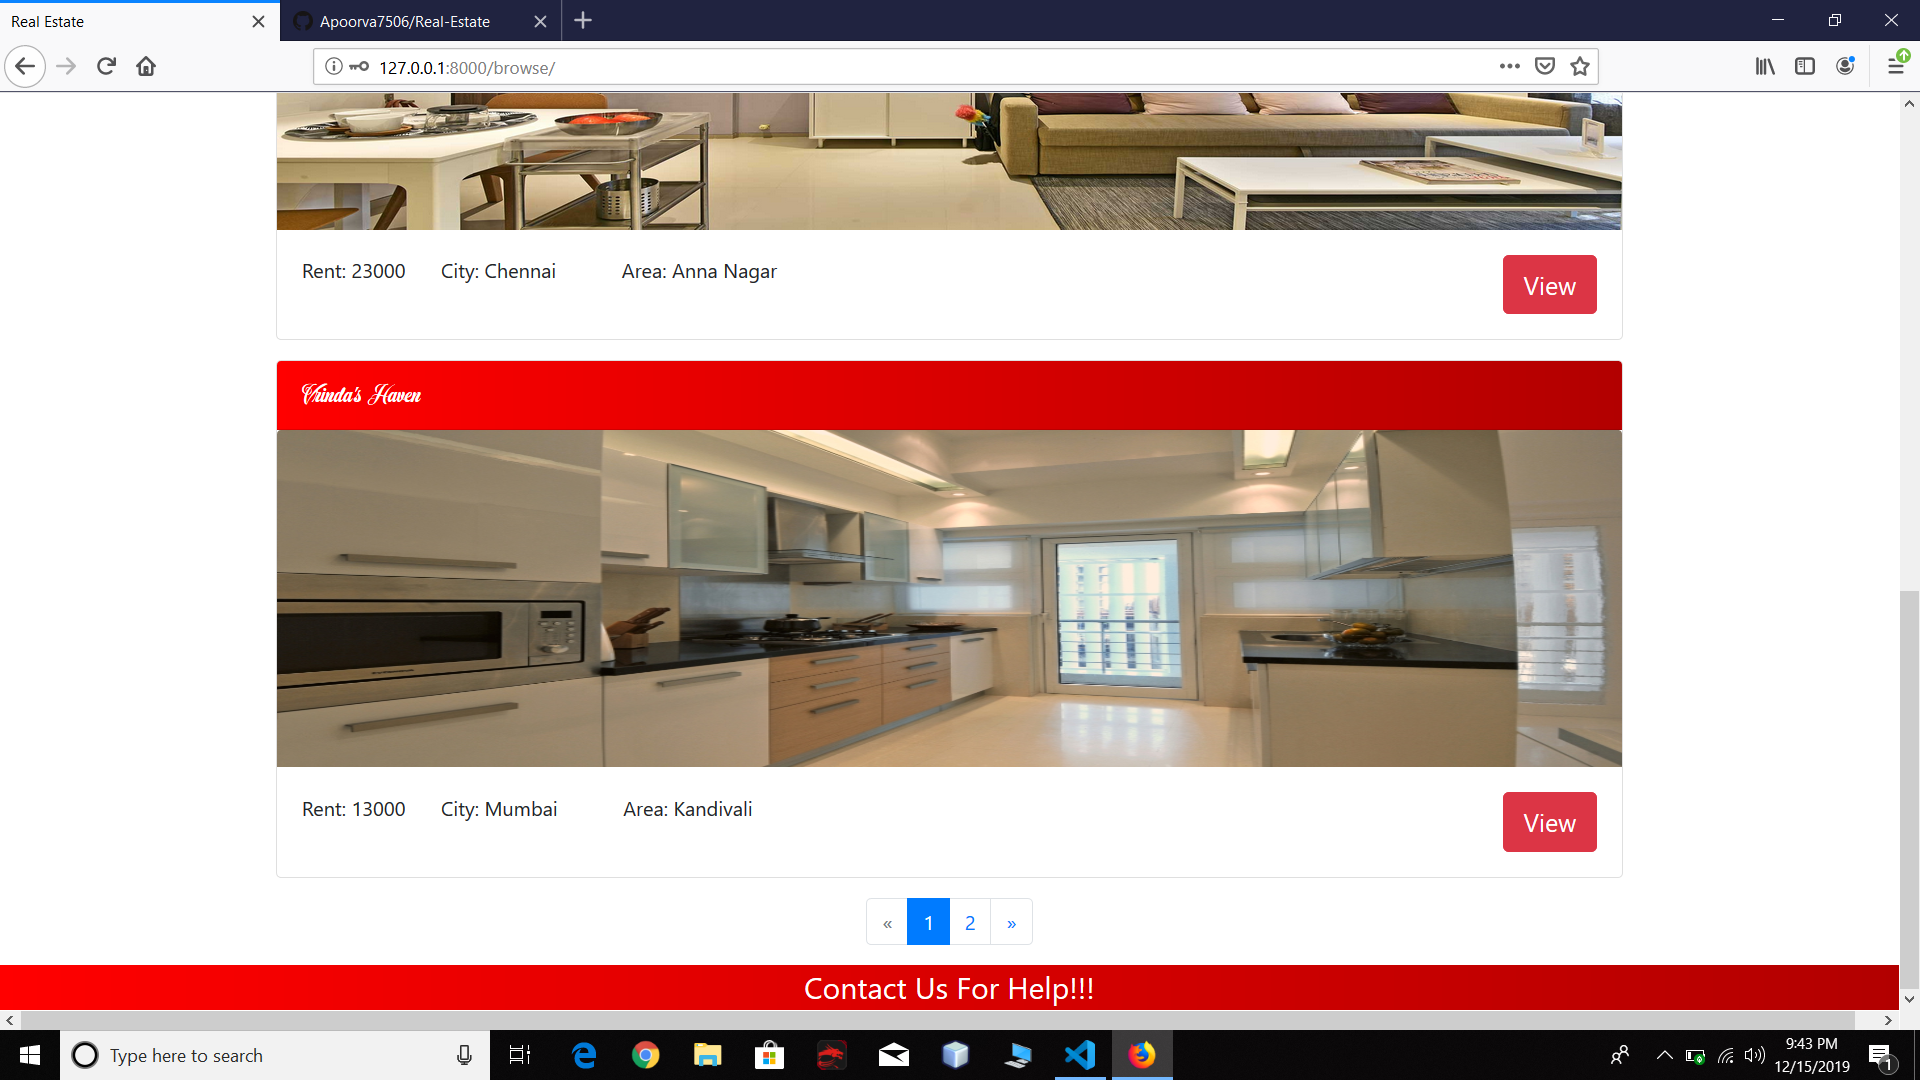 Real Estate
Apoorva7506/Real-Estate
127.0.0.1:8000/browse/
Rent: 23000 City: Chennai Area: Anna Nagar View
Vrinda's Haven
Rent: 13000 City: Mumbai Area: Kandivali View
« 1 2 »
Contact Us For Help!!!
Type here to search
9:43 PM
12/15/2019
1